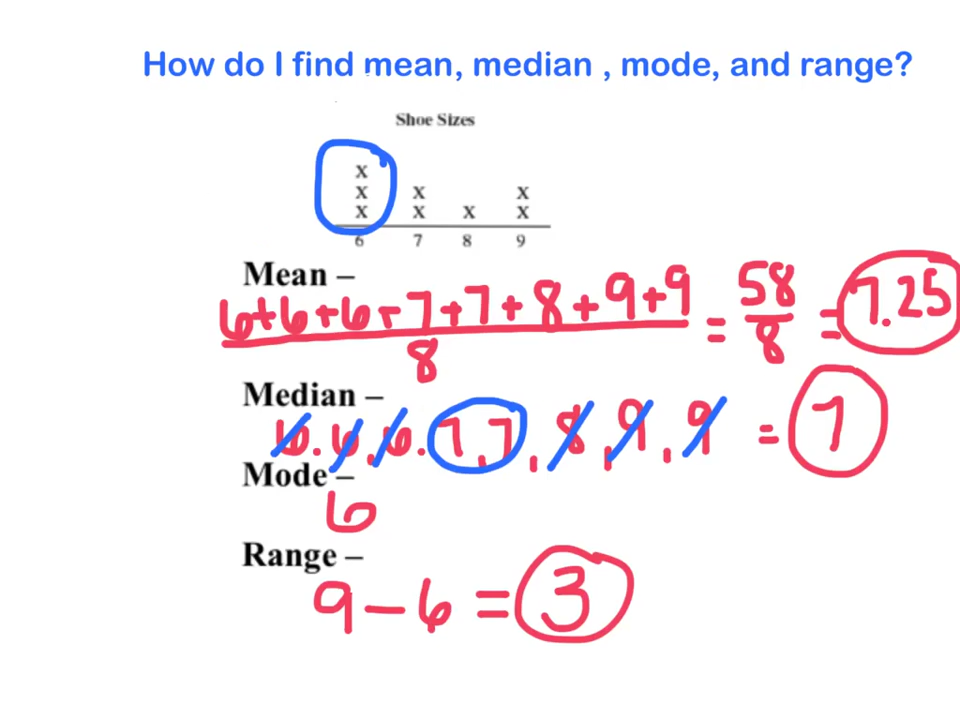 How do I find mean, median , mode, and range?
Shoe Sizes
x
x x x
x x x x
6 7 8 9
Mean –
6+6+6+7+7+8+9+9 = 58 = 7.25
8 8
Median –
6.6,6.7,7,8,9,9 = 7
Mode –
6
Range –
9-6=3